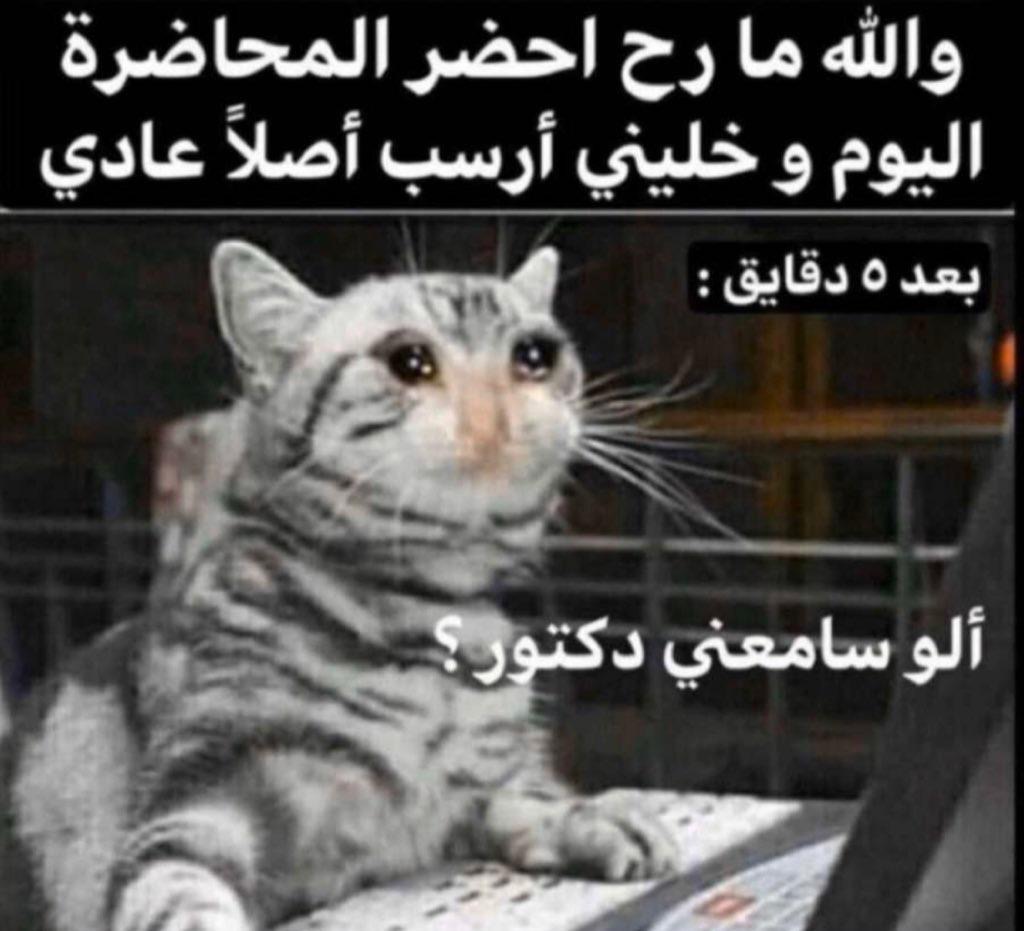 والله ما رح احضر المحاضرة
اليوم و خليني أرسب أصلاً عادي
بعد ٥ دقايق :
ألو سامعني دكتور ؟